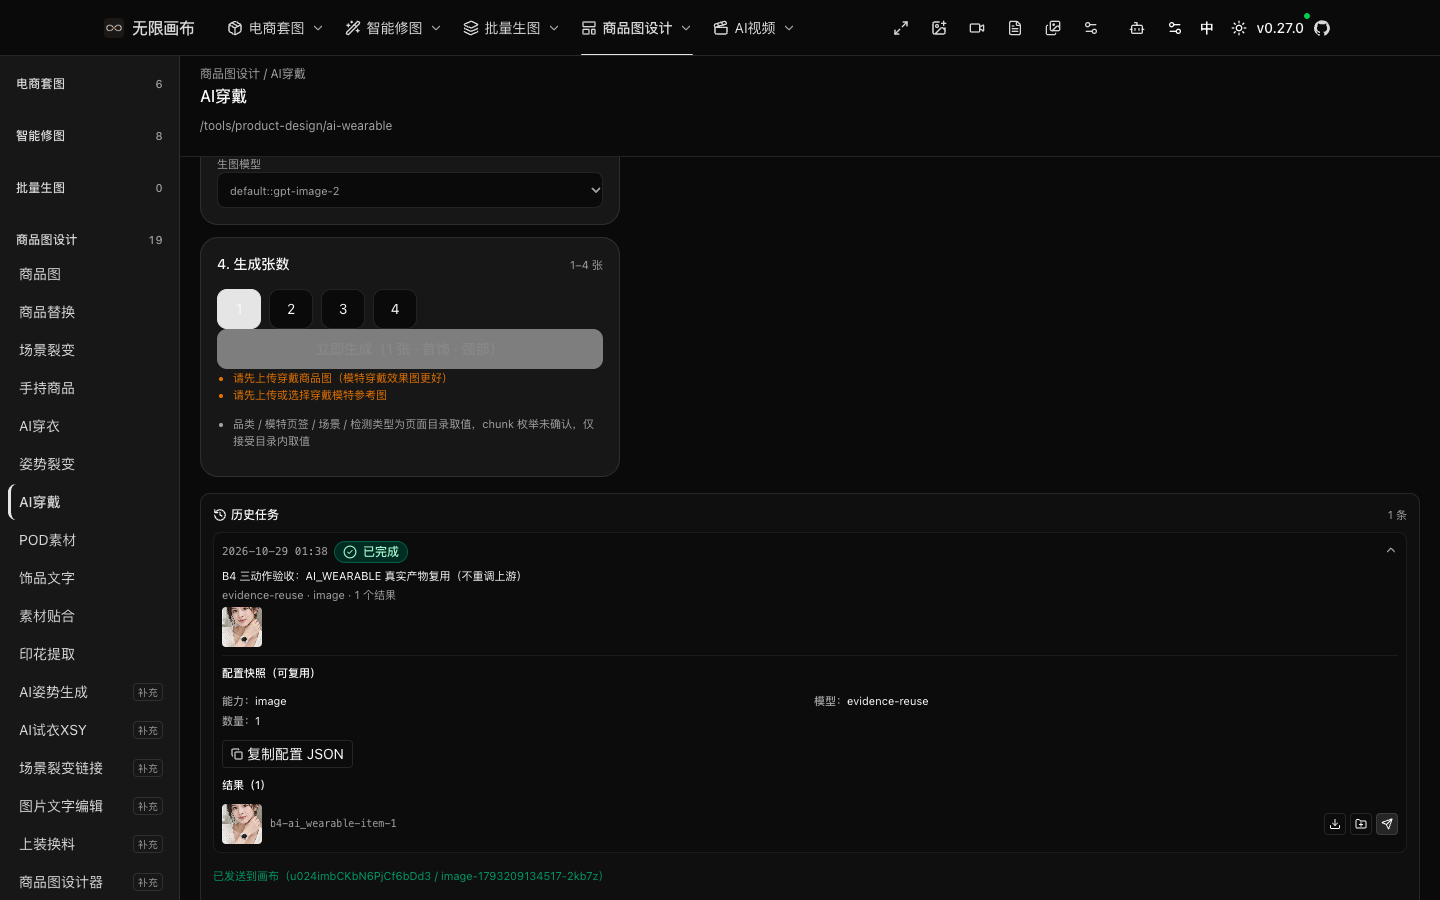 无限画布
电商套图
智能修图
批量生图
商品图设计
AI视频
中
v0.27.0
电商套图 6
智能修图 8
批量生图 0
商品图设计 19
商品图
商品替换
场景裂变
手持商品
AI穿衣
姿势裂变
AI穿戴
POD素材
饰品文字
素材贴合
印花提取
AI姿势生成 补充
AI试衣XSY 补充
场景裂变链接 补充
图片文字编辑 补充
上装换料 补充
商品图设计器 补充
商品图设计 / AI穿戴
AI穿戴
/tools/product-design/ai-wearable
生图模型
default::gpt-image-2
4. 生成张数 1–4 张
1 2 3 4
立即生成（1 张 · 首饰 · 颈部）
请先上传穿戴商品图（模特穿戴效果图更好）
请先上传或选择穿戴模特参考图
品类 / 模特页签 / 场景 / 检测类型为页面目录取值，chunk 枚举未确认，仅
接受目录内取值
历史任务 1 条
2026-10-29 01:38 已完成
B4 三动作验收：AI_WEARABLE 真实产物复用（不重调上游）
evidence-reuse · image · 1 个结果
配置快照（可复用）
能力：image 模型：evidence-reuse
数量：1
复制配置 JSON
结果（1）
b4-ai_wearable-item-1
已发送到画布（u024imbCKbN6PjCf6bDd3 / image-1793209134517-2kb7z）